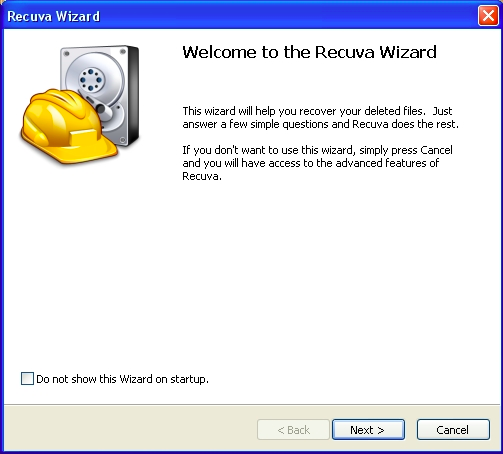 Recuva Wizard
Welcome to the Recuva Wizard
This wizard will help you recover your deleted files.  Just
answer a few simple questions and Recuva does the rest.
If you don't want to use this wizard, simply press Cancel
and you will have access to the advanced features of
Recuva.
Do not show this Wizard on startup.
< Back
Next >
Cancel